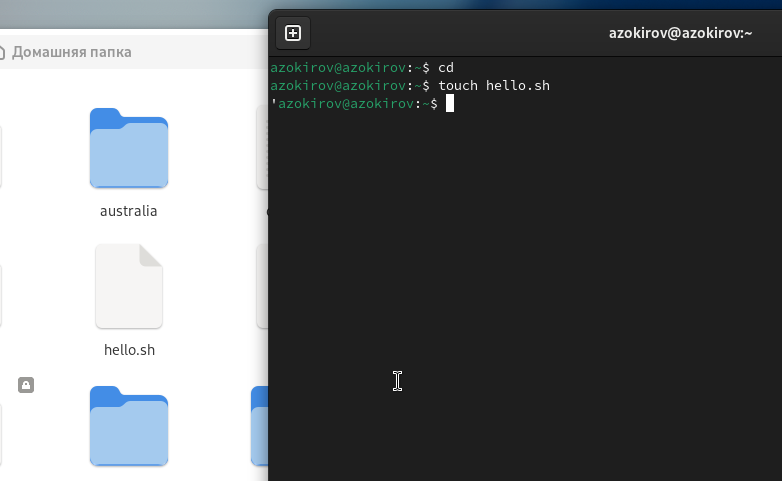 Домашняя папка
australia
hello.sh
azokirov@azokirov:~
azokirov@azokirov:~$ cd
azokirov@azokirov:~$ touch hello.sh
'azokirov@azokirov:~$